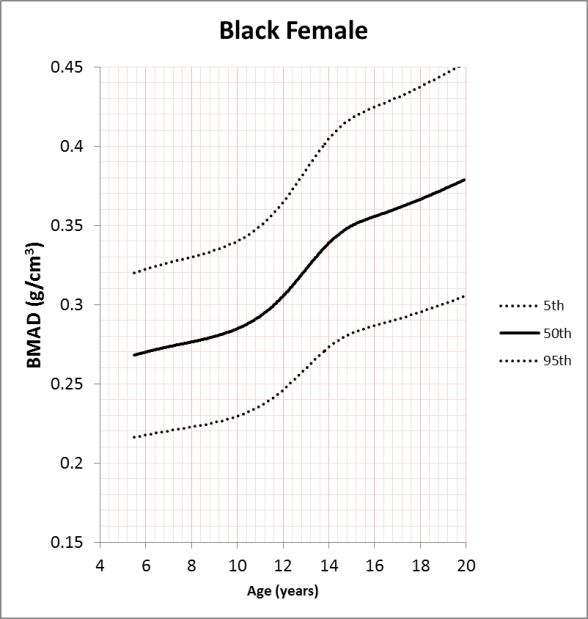 Black Female
0.45
0.4
0.35
0.3
0.25
0.2
0.15
BMAD (g/cm³)
4 6 8 10 12 14 16 18 20
Age (years)
5th
50th
95th